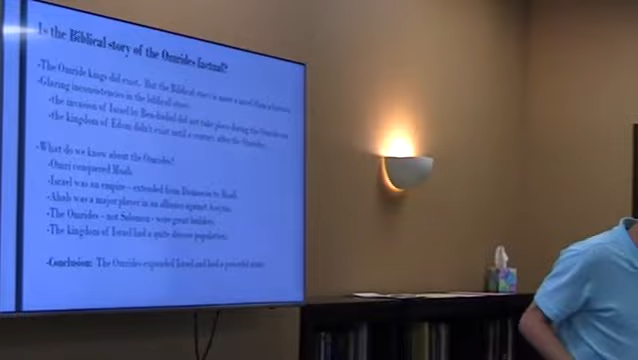 Is the Biblical story of the Omrides factual?
-The Omride kings did exist. But the Biblical story is more a novel than a history
-Glaring inconsistencies in the biblical story:
-the invasion of Israel by Ben-hadad did not take place during the Omrides
-the kingdom of Edom didn't exist until a century after the Omrides
-What do we know about the Omrides?
-Omri conquered Moab
-Israel was an empire – extended from Damascus to Moab
-Ahab was a major player in an alliance against Assyria
-The Omrides – not Solomon - were great builders
-The kingdom of Israel had a quite diverse population
-Conclusion: The Omrides expanded Israel and had a powerful state